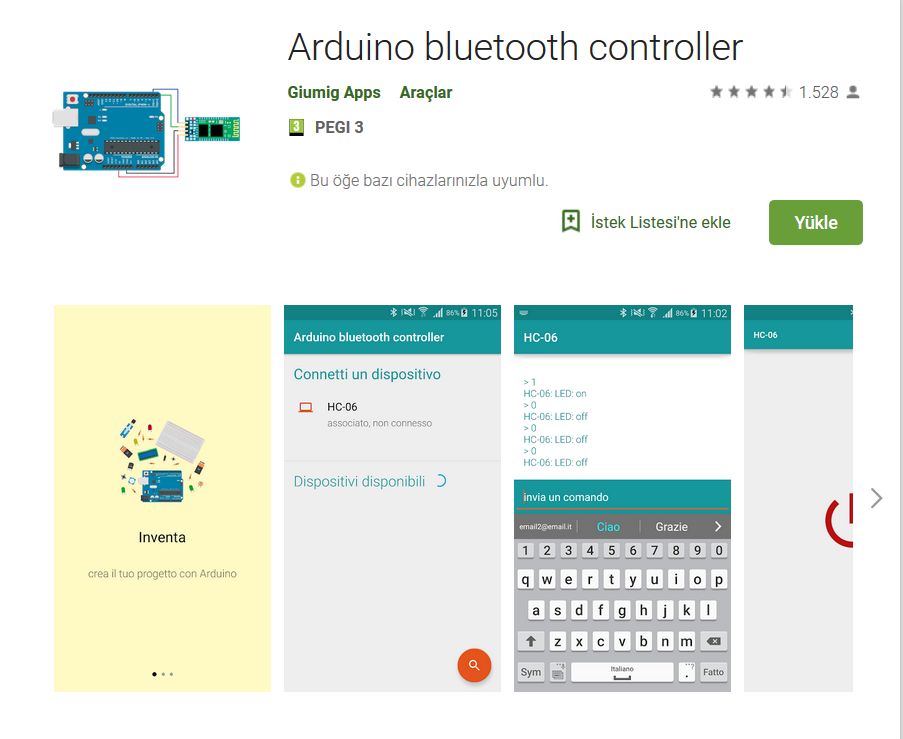 Arduino bluetooth controller
Giumig Apps Araçlar
1.528
3 PEGI 3
Bu öğe bazı cihazlarınızla uyumlu.
İstek Listesi'ne ekle
Yükle
Inventa
crea il tuo progetto con Arduino
86% 11:05
Arduino bluetooth controller
Connetti un dispositivo
HC-06
associato, non connesso
Dispositivi disponibili
86% 11:02
HC-06
> 1
HC-06: LED: on
> 0
HC-06: LED: off
> 0
HC-06: LED: off
> 0
HC-06: LED: off
invia un comando
email2@email.it Ciao Grazie
1 2 3 4 5 6 7 8 9 0
q w e r t y u i o p
a s d f g h j k l
z x c v b n m
Sym Italiano . Fatto
HC-06